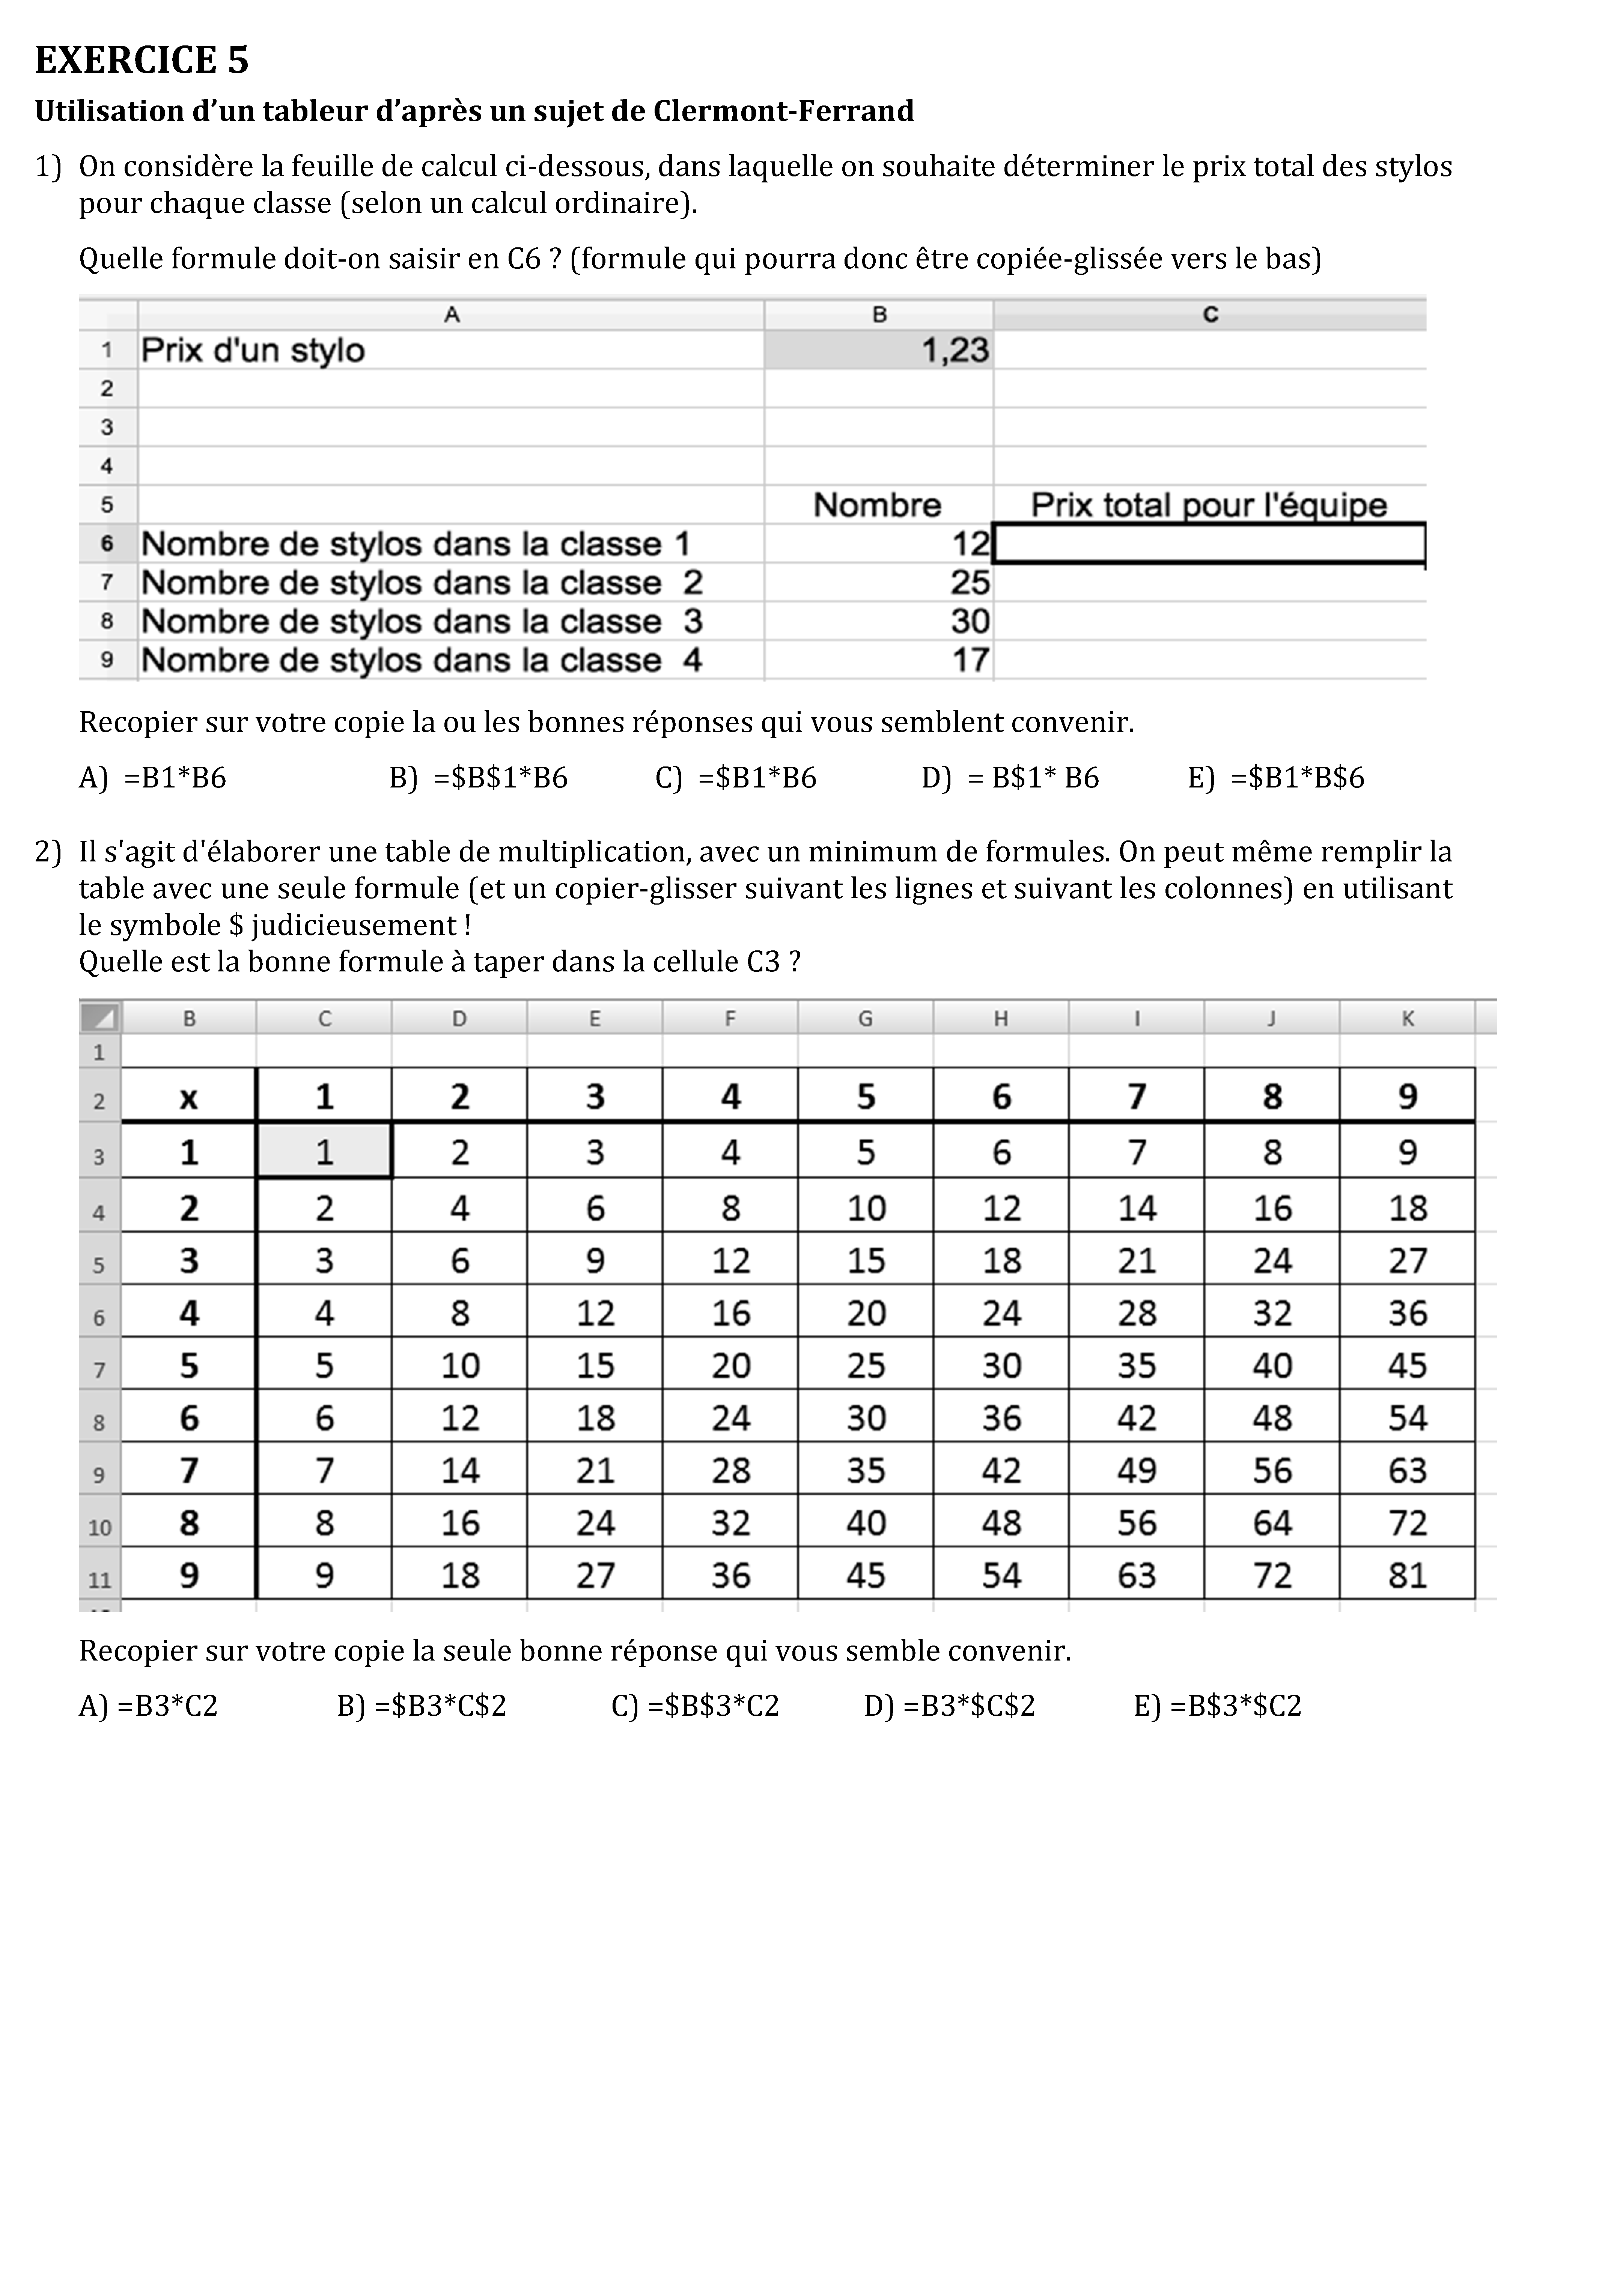 EXERCICE 5
Utilisation d’un tableur d’après un sujet de Clermont-Ferrand
1) On considère la feuille de calcul ci-dessous, dans laquelle on souhaite déterminer le prix total des stylos
pour chaque classe (selon un calcul ordinaire).
Quelle formule doit-on saisir en C6 ? (formule qui pourra donc être copiée-glissée vers le bas)
A B C
1 Prix d'un stylo 1,23
2
3
4
5 Nombre Prix total pour l'équipe
6 Nombre de stylos dans la classe 1 12
7 Nombre de stylos dans la classe 2 25
8 Nombre de stylos dans la classe 3 30
9 Nombre de stylos dans la classe 4 17
Recopier sur votre copie la ou les bonnes réponses qui vous semblent convenir.
A) =B1*B6 B) =$B$1*B6 C) =$B1*B6 D) = B$1* B6 E) =$B1*B$6
2) Il s'agit d'élaborer une table de multiplication, avec un minimum de formules. On peut même remplir la
table avec une seule formule (et un copier-glisser suivant les lignes et suivant les colonnes) en utilisant
le symbole $ judicieusement !
Quelle est la bonne formule à taper dans la cellule C3 ?
B C D E F G H I J K
1
2 x 1 2 3 4 5 6 7 8 9
3 1 1 2 3 4 5 6 7 8 9
4 2 2 4 6 8 10 12 14 16 18
5 3 3 6 9 12 15 18 21 24 27
6 4 4 8 12 16 20 24 28 32 36
7 5 5 10 15 20 25 30 35 40 45
8 6 6 12 18 24 30 36 42 48 54
9 7 7 14 21 28 35 42 49 56 63
10 8 8 16 24 32 40 48 56 64 72
11 9 9 18 27 36 45 54 63 72 81
Recopier sur votre copie la seule bonne réponse qui vous semble convenir.
A) =B3*C2 B) =$B3*C$2 C) =$B$3*C2 D) =B3*$C$2 E) =B$3*$C2